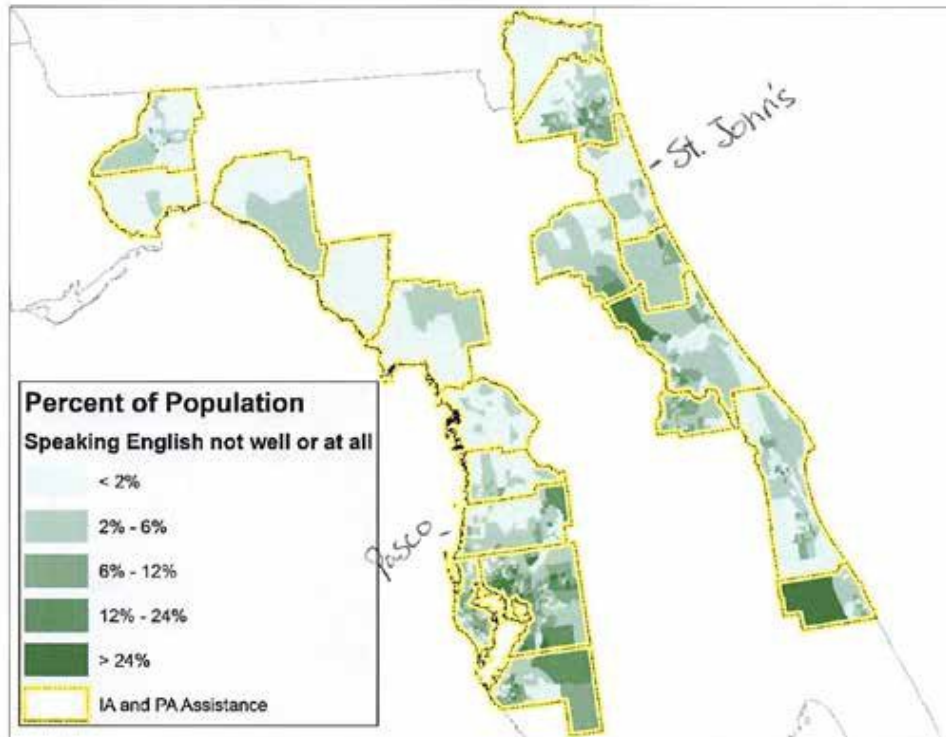 - St. John's
Pasco -
Percent of Population
Speaking English not well or at all
< 2%
2% - 6%
6% - 12%
12% - 24%
> 24%
IA and PA Assistance